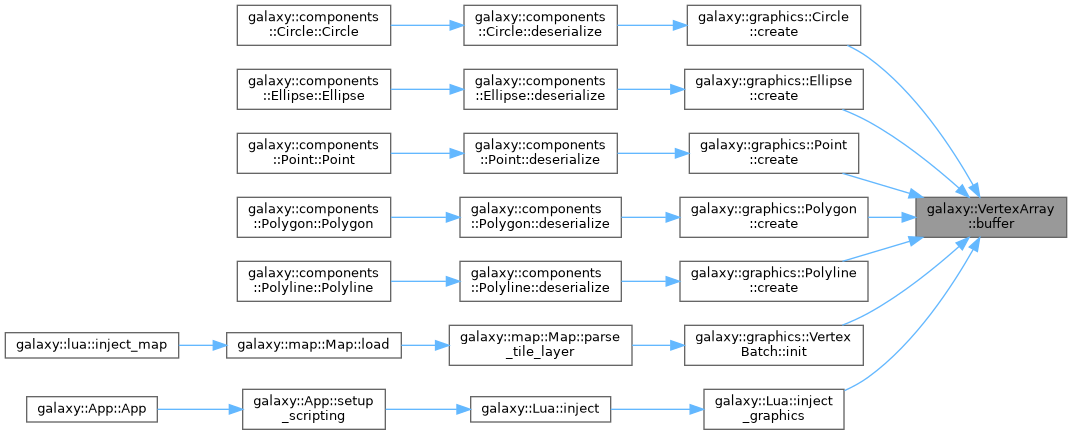 galaxy::components
::Circle::Circle
galaxy::components
::Circle::deserialize
galaxy::graphics::Circle
::create
galaxy::components
::Ellipse::Ellipse
galaxy::components
::Ellipse::deserialize
galaxy::graphics::Ellipse
::create
galaxy::components
::Point::Point
galaxy::components
::Point::deserialize
galaxy::graphics::Point
::create
galaxy::components
::Polygon::Polygon
galaxy::components
::Polygon::deserialize
galaxy::graphics::Polygon
::create
galaxy::VertexArray
::buffer
galaxy::components
::Polyline::Polyline
galaxy::components
::Polyline::deserialize
galaxy::graphics::Polyline
::create
galaxy::lua::inject_map
galaxy::map::Map::load
galaxy::map::Map::parse
_tile_layer
galaxy::graphics::Vertex
Batch::init
galaxy::App::App
galaxy::App::setup
_scripting
galaxy::Lua::inject
galaxy::Lua::inject
_graphics